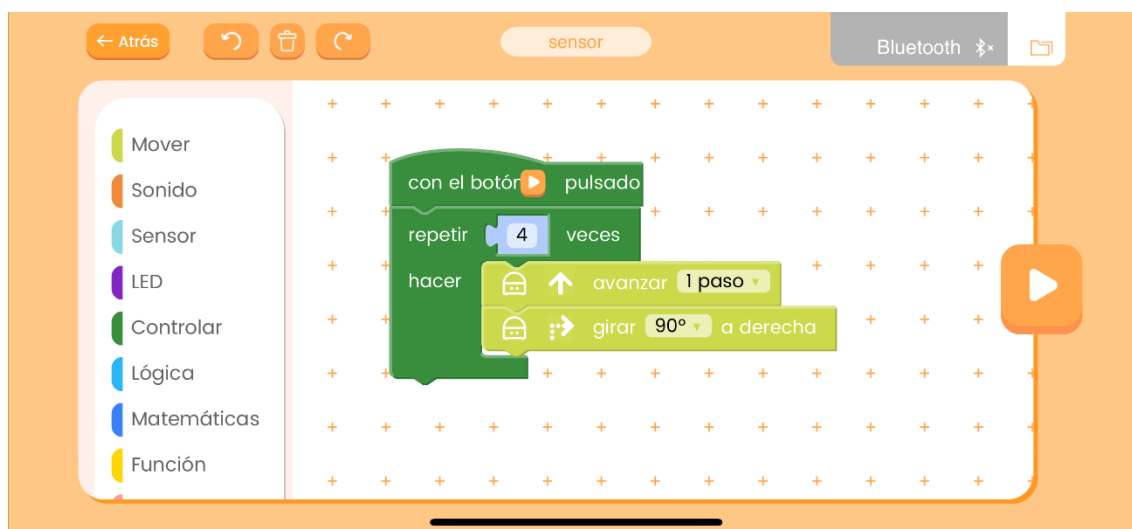 ← Atrás
sensor
Bluetooth
Mover
Sonido
Sensor
LED
Controlar
Lógica
Matemáticas
Función
con el botón pulsado
repetir 4 veces
hacer
avanzar 1 paso
girar 90° a derecha